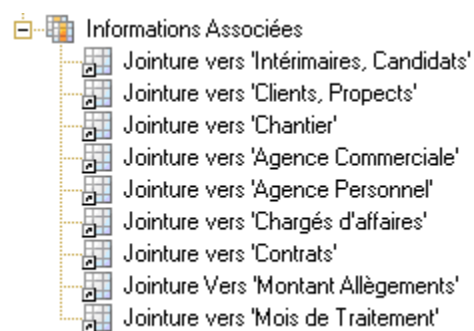 Informations Associées
Jointure vers 'Intérimaires, Candidats'
Jointure vers 'Clients, Propects'
Jointure vers 'Chantier'
Jointure vers 'Agence Commerciale'
Jointure vers 'Agence Personnel'
Jointure vers 'Chargés d'affaires'
Jointure vers 'Contrats'
Jointure Vers 'Montant Allègements'
Jointure vers 'Mois de Traitement'